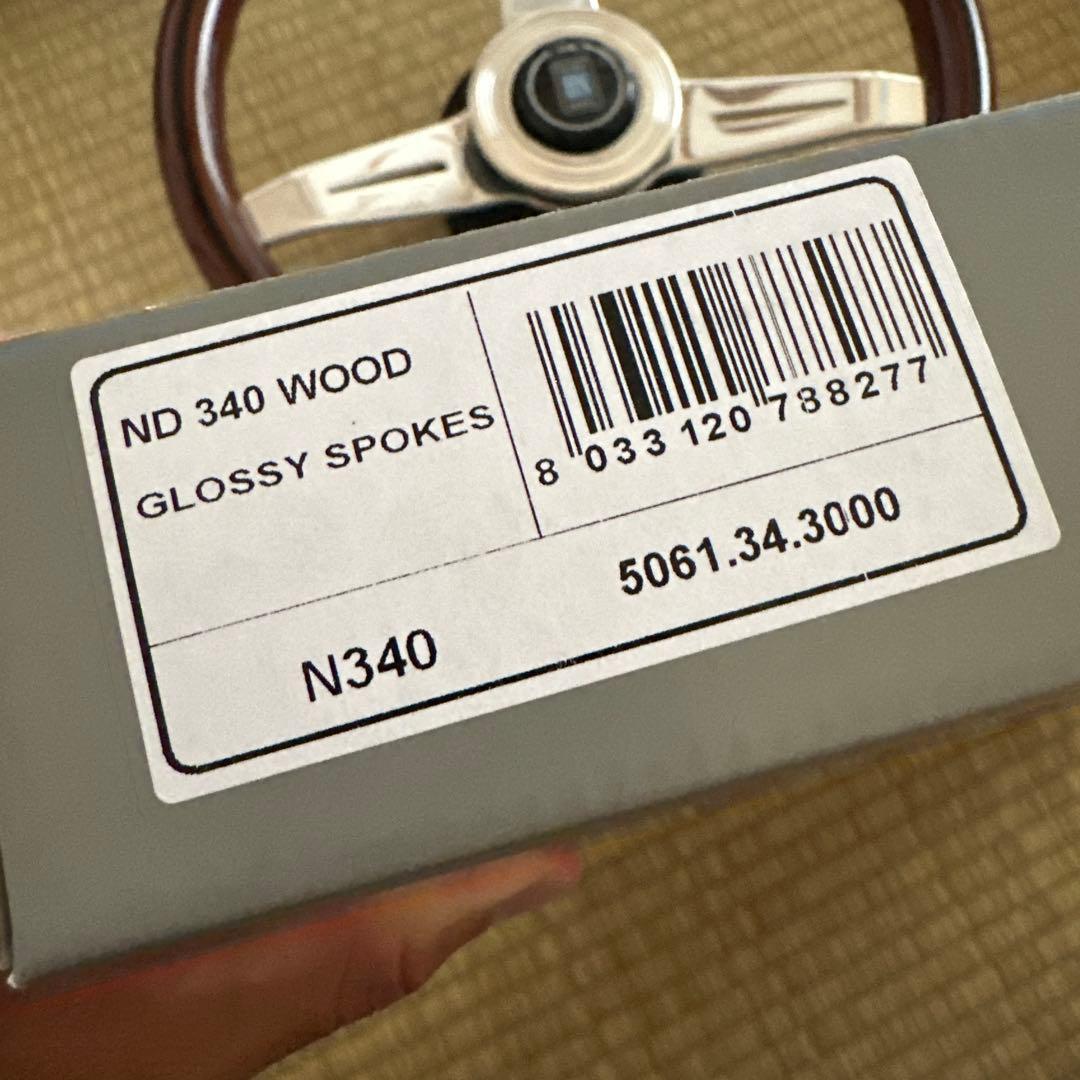 ND 340 WOOD
GLOSSY SPOKES
8 033120 788277
5061.34.3000
N340